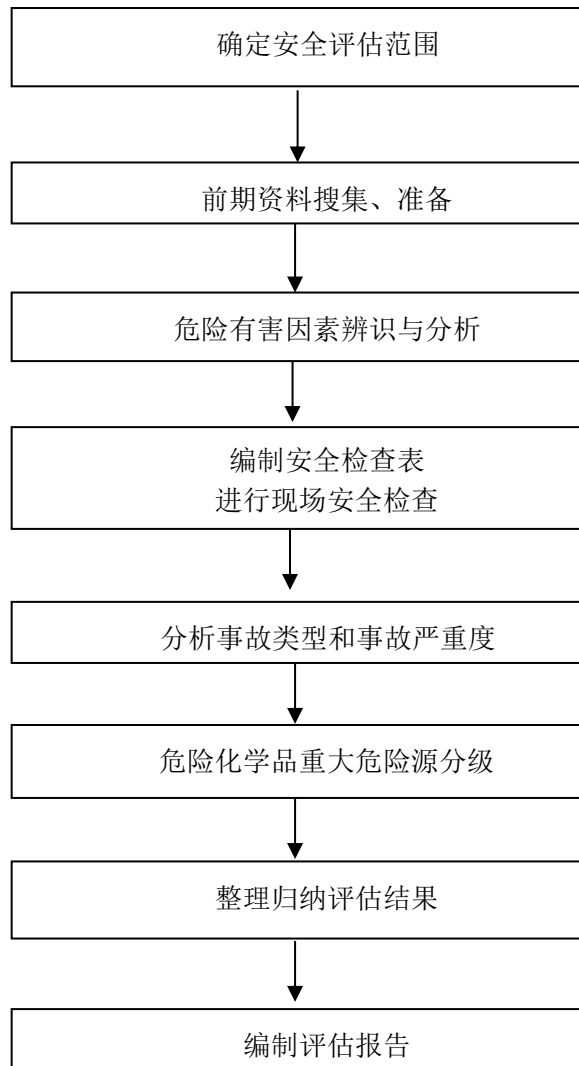 确定安全评估范围
前期资料搜集、准备
危险有害因素辨识与分析
编制安全检查表
进行现场安全检查
分析事故类型和事故严重度
危险化学品重大危险源分级
整理归纳评估结果
编制评估报告